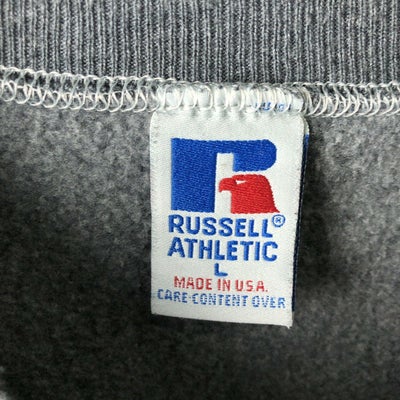 R
RUSSELL®
ATHLETIC
L
MADE IN U.S.A.
CARE-CONTENT OVER